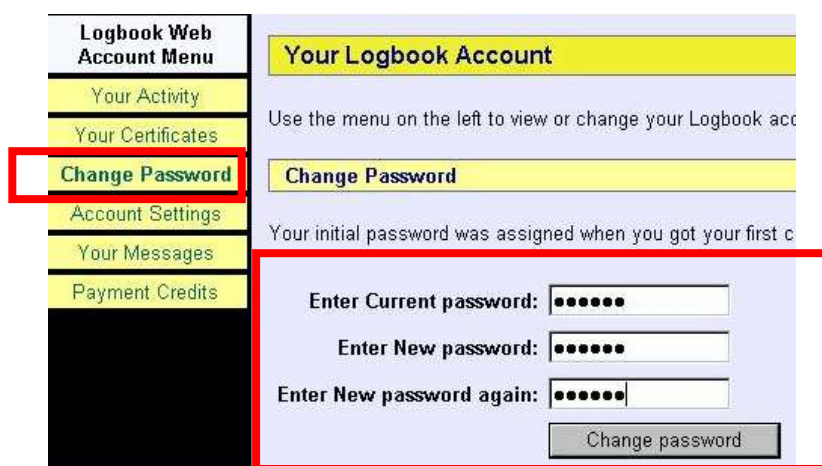 Logbook Web
Account Menu
Your Activity
Your Certificates
Change Password
Account Settings
Your Messages
Payment Credits
Your Logbook Account
Use the menu on the left to view or change your Logbook acc
Change Password
Your initial password was assigned when you got your first c
Enter Current password: ●●●●●●
Enter New password: ●●●●●●
Enter New password again: ●●●●●●
Change password